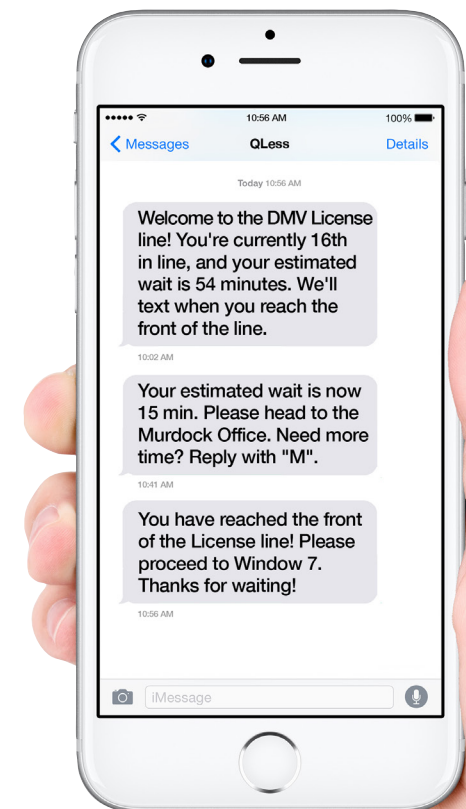 10:56 AM
100%
Messages
QLess
Details
Today 10:56 AM
Welcome to the DMV License
line! You're currently 16th
in line, and your estimated
wait is 54 minutes. We'll
text when you reach the
front of the line.
10:02 AM
Your estimated wait is now
15 min. Please head to the
Murdock Office. Need more
time? Reply with "M".
10:41 AM
You have reached the front
of the License line! Please
proceed to Window 7.
Thanks for waiting!
10:56 AM
iMessage